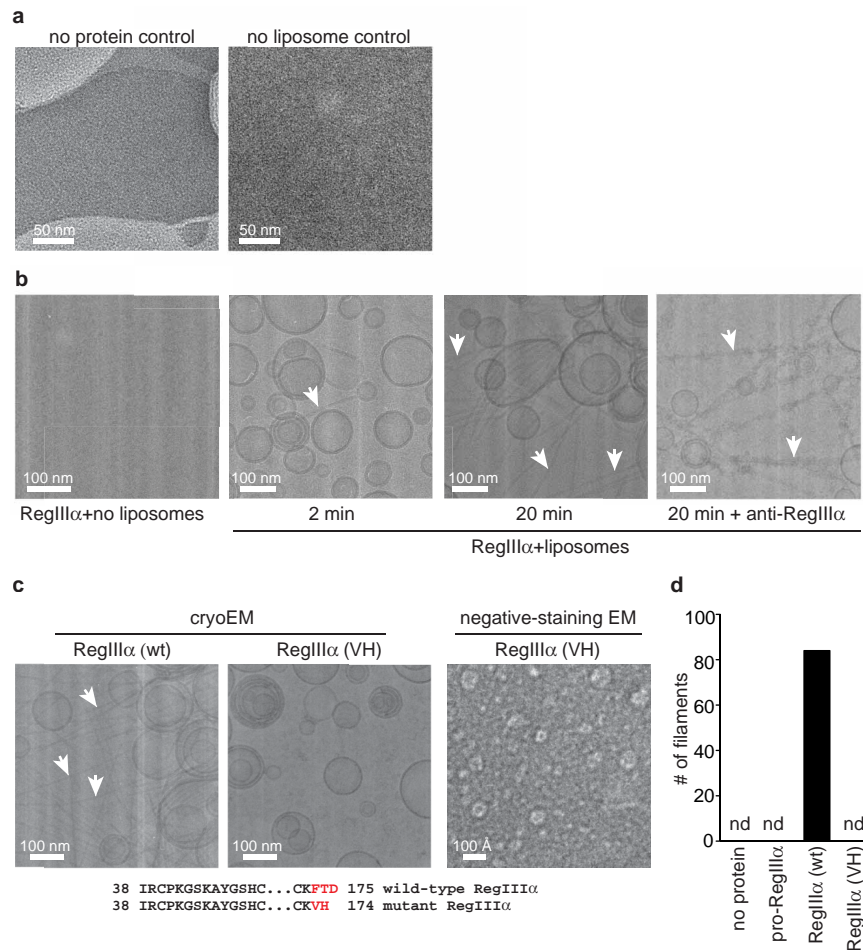 a
no protein control
no liposome control
50 nm
50 nm
b
100 nm
100 nm
100 nm
100 nm
RegIIIα+no liposomes
2 min
20 min
20 min + anti-RegIIIα
RegIIIα+liposomes
c
cryoEM
negative-staining EM
RegIIIα (wt)
RegIIIα (VH)
RegIIIα (VH)
100 nm
100 nm
100 Å
38 IRCPKGSKAYGSHC...CKFTD 175 wild-type RegIIIα
38 IRCPKGSKAYGSHC...CKVH 174 mutant RegIIIα
d
# of filaments
100
80
60
40
20
0
nd
nd
nd
no protein
pro-RegIIIα
RegIIIα (wt)
RegIIIα (VH)